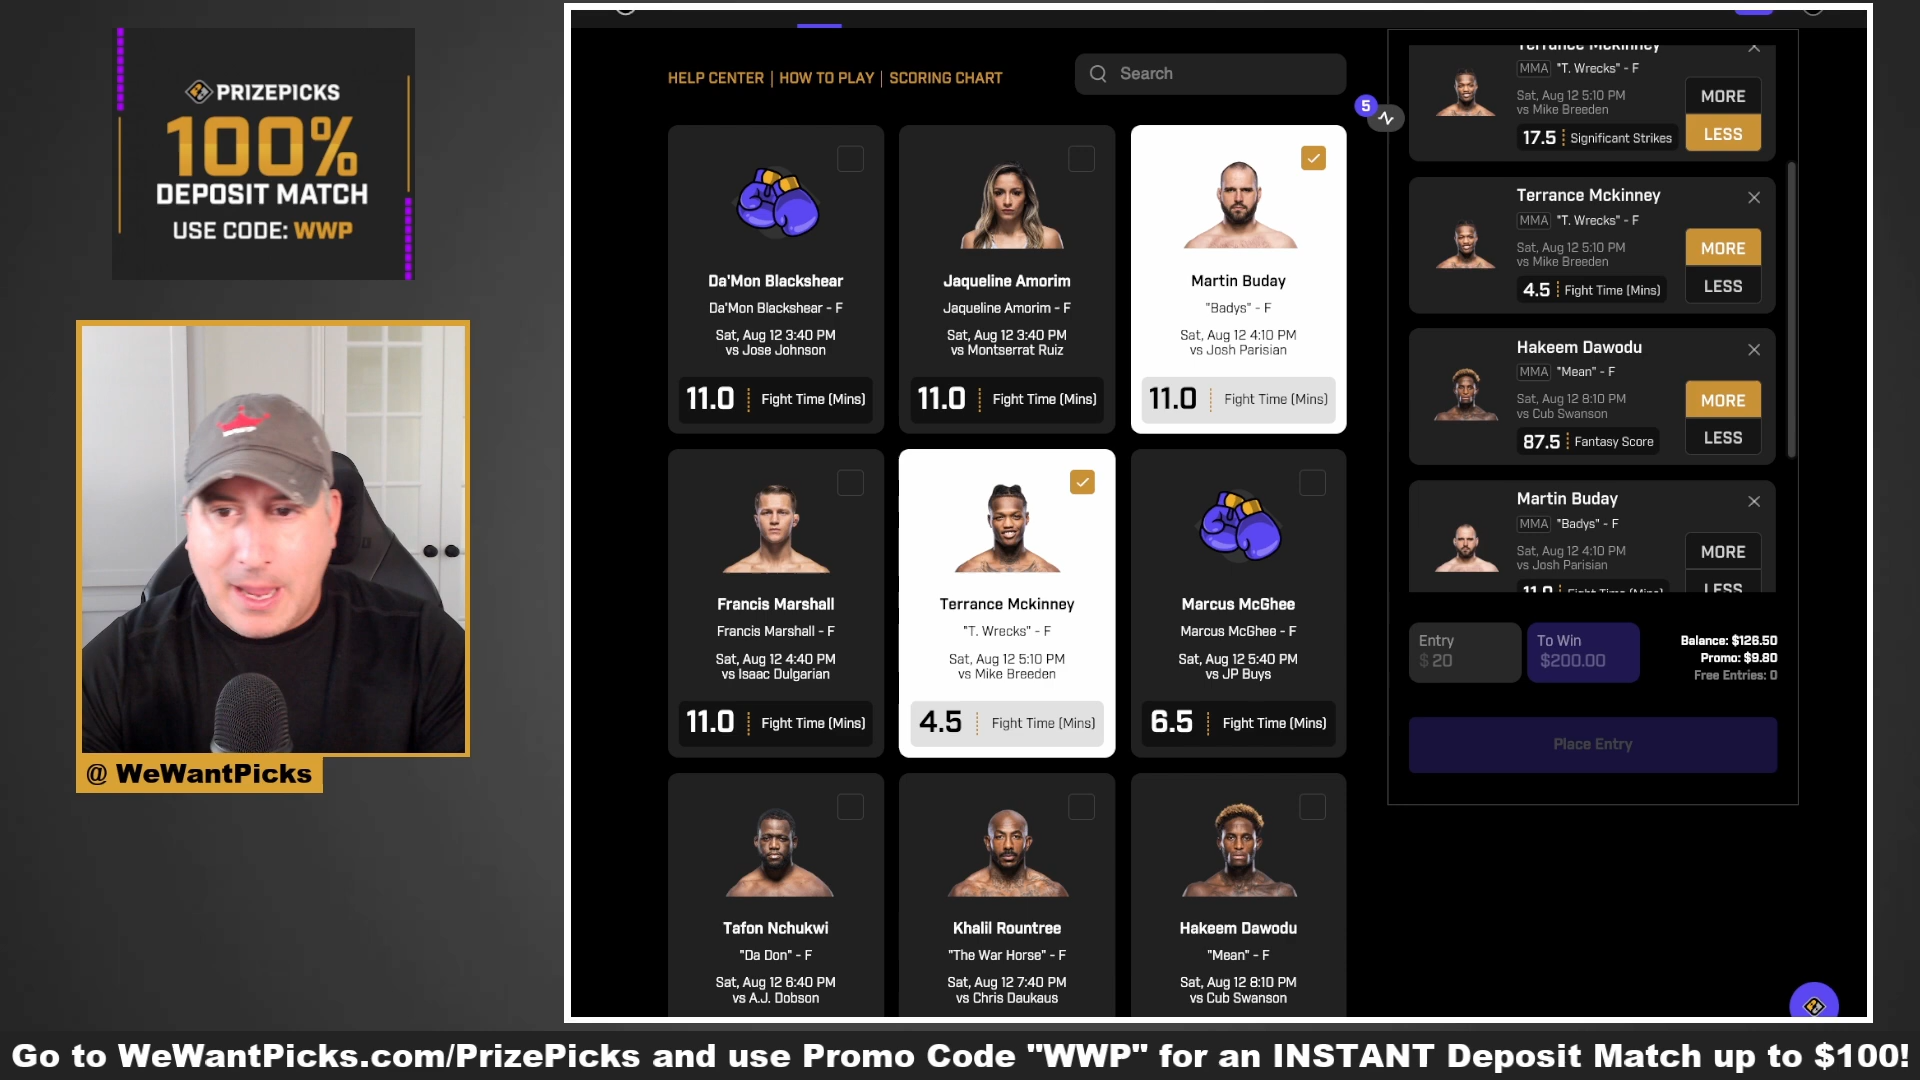 PRIZEPICKS
100%
DEPOSIT MATCH
USE CODE: WWP
@ WeWantPicks
HELP CENTER | HOW TO PLAY | SCORING CHART
Search
5
Da'Mon Blackshear
Da'Mon Blackshear - F
Sat, Aug 12 3:40 PM
vs Jose Johnson
11.0 Fight Time (Mins)
Jaqueline Amorim
Jaqueline Amorim - F
Sat, Aug 12 3:40 PM
vs Montserrat Ruiz
11.0 Fight Time (Mins)
Martin Buday
"Badys" - F
Sat, Aug 12 4:10 PM
vs Josh Parisian
11.0 Fight Time (Mins)
Francis Marshall
Francis Marshall - F
Sat, Aug 12 4:40 PM
vs Isaac Dulgarian
11.0 Fight Time (Mins)
Terrance Mckinney
"T. Wrecks" - F
Sat, Aug 12 5:10 PM
vs Mike Breeden
4.5 Fight Time (Mins)
Marcus McGhee
Marcus McGhee - F
Sat, Aug 12 5:40 PM
vs JP Buys
6.5 Fight Time (Mins)
Tafon Nchukwi
"Da Don" - F
Sat, Aug 12 6:40 PM
vs A.J. Dobson
Khalil Rountree
"The War Horse" - F
Sat, Aug 12 7:40 PM
vs Chris Daukaus
Hakeem Dawodu
"Mean" - F
Sat, Aug 12 8:10 PM
vs Cub Swanson
Terrance Mckinney
MMA "T. Wrecks" - F
Sat, Aug 12 5:10 PM
vs Mike Breeden
17.5 Significant Strikes
MORE
LESS
Terrance Mckinney
MMA "T. Wrecks" - F
Sat, Aug 12 5:10 PM
vs Mike Breeden
4.5 Fight Time (Mins)
MORE
LESS
Hakeem Dawodu
MMA "Mean" - F
Sat, Aug 12 8:10 PM
vs Cub Swanson
87.5 Fantasy Score
MORE
LESS
Martin Buday
MMA "Badys" - F
Sat, Aug 12 4:10 PM
vs Josh Parisian
11.0 Fight Time (Mins)
MORE
LESS
Entry
$ 20
To Win
$200.00
Balance: $126.50
Promo: $9.80
Free Entries: 0
Place Entry
Go to WeWantPicks.com/PrizePicks and use Promo Code "WWP" for an INSTANT Deposit Match up to $100!